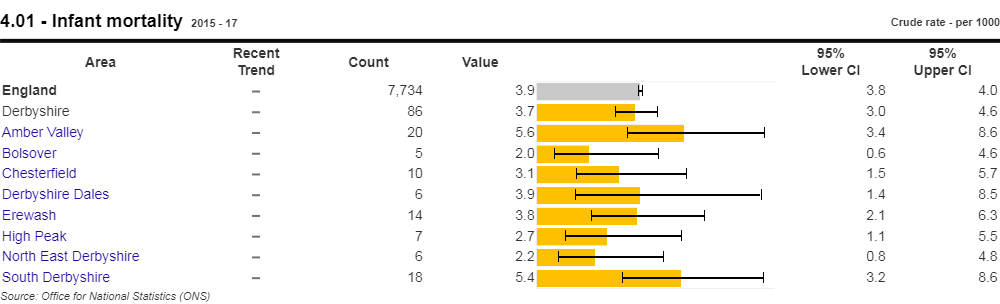 4.01 - Infant mortality 2015 - 17 Crude rate - per 1000
Area Recent Trend Count Value 95% Lower CI 95% Upper CI
England – 7,734 3.9 3.8 4.0
Derbyshire – 86 3.7 3.0 4.6
Amber Valley – 20 5.6 3.4 8.6
Bolsover – 5 2.0 0.6 4.6
Chesterfield – 10 3.1 1.5 5.7
Derbyshire Dales – 6 3.9 1.4 8.5
Erewash – 14 3.8 2.1 6.3
High Peak – 7 2.7 1.1 5.5
North East Derbyshire – 6 2.2 0.8 4.8
South Derbyshire – 18 5.4 3.2 8.6
Source: Office for National Statistics (ONS)